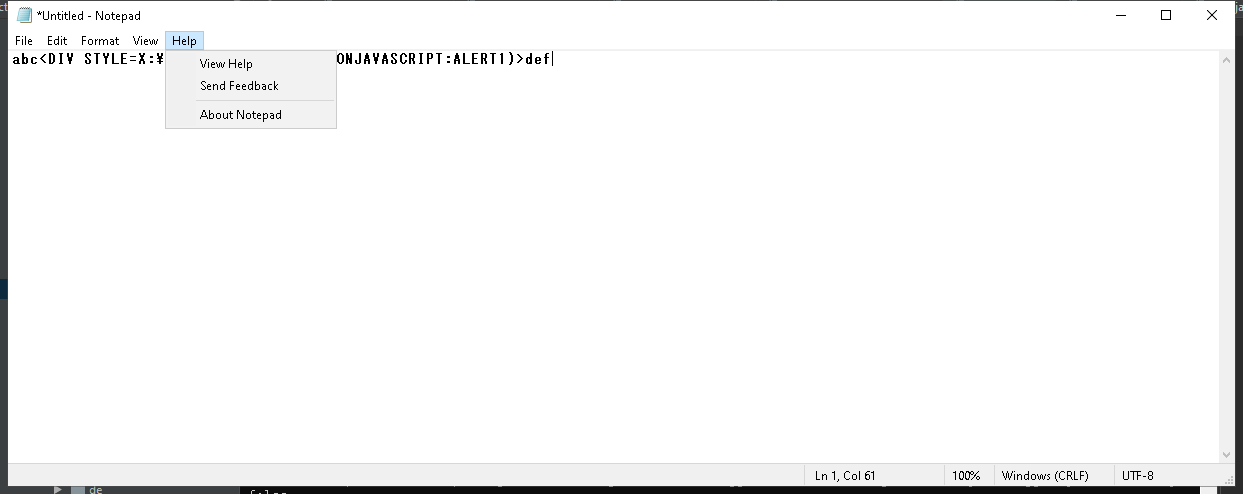 *Untitled - Notepad
File Edit Format View Help
abc<DIV STYLE=X:¥ ONJAVASCRIPT:ALERT1)>def
View Help
Send Feedback
About Notepad
Ln 1, Col 61 100% Windows (CRLF) UTF-8
de